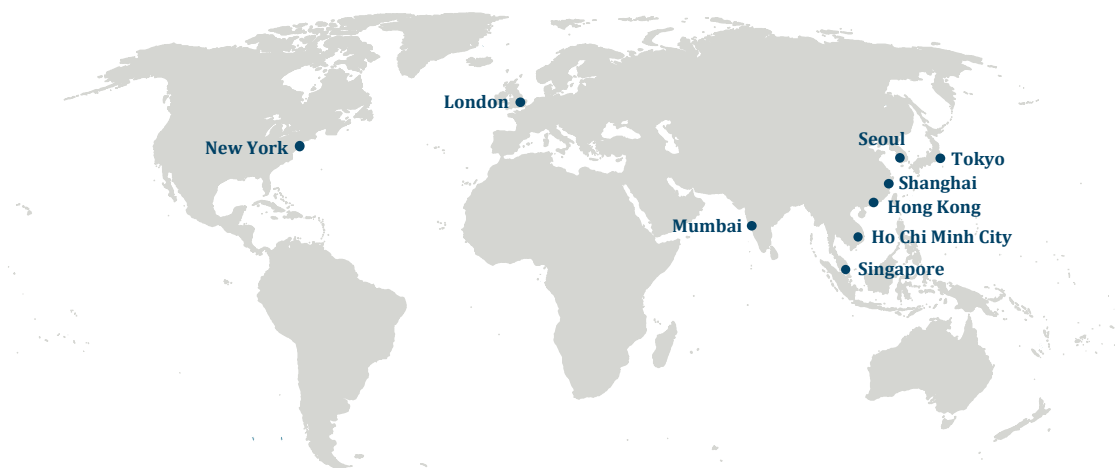 London
New York
Seoul
Tokyo
Shanghai
Hong Kong
Mumbai
Ho Chi Minh City
Singapore